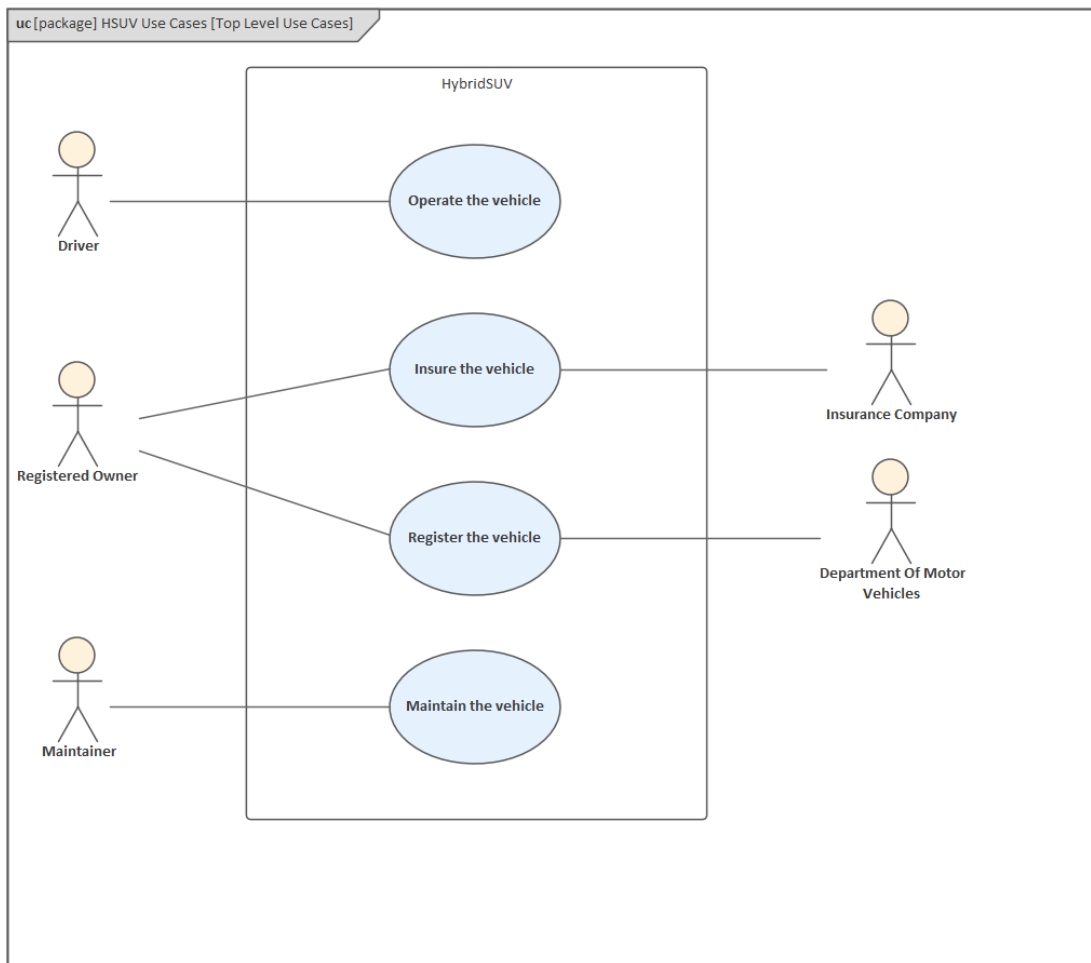 uc [package] HSUV Use Cases [Top Level Use Cases]
HybridSUV
Operate the vehicle
Driver
Insure the vehicle
Insurance Company
Registered Owner
Register the vehicle
Department Of Motor
Vehicles
Maintain the vehicle
Maintainer